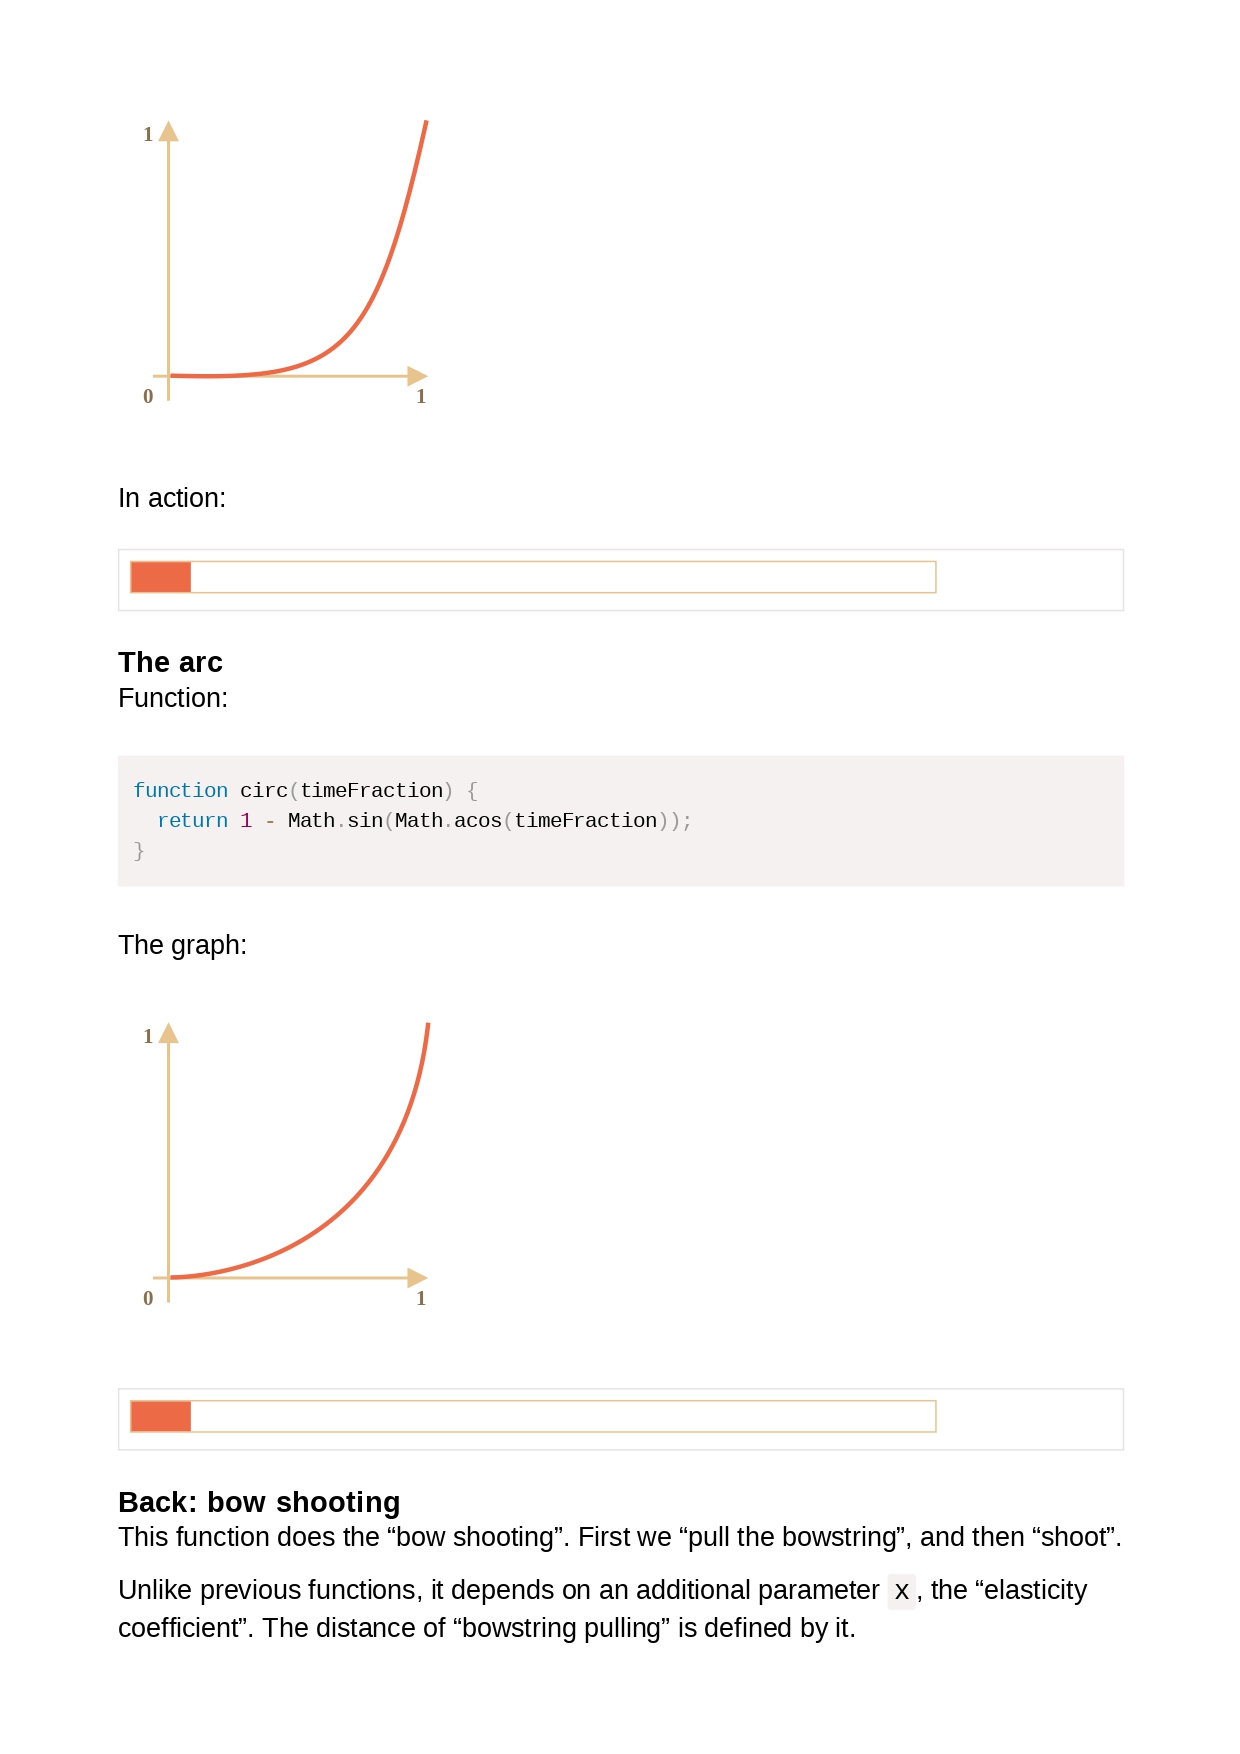 1
0
1
In action:
The arc
Function:
function circ(timeFraction) {
  return 1 - Math.sin(Math.acos(timeFraction));
}
The graph:
1
0
1
Back: bow shooting
This function does the “bow shooting”. First we “pull the bowstring”, and then “shoot”.
Unlike previous functions, it depends on an additional parameter x, the “elasticity
coefficient”. The distance of “bowstring pulling” is defined by it.